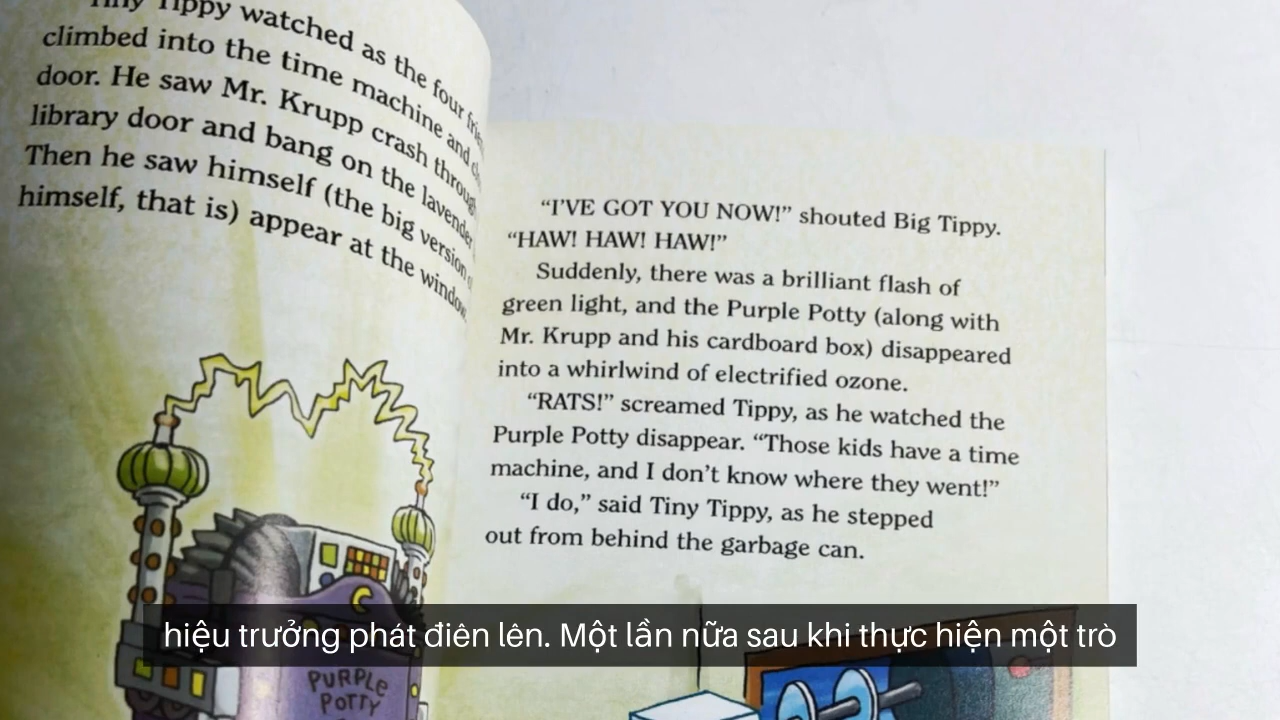 Tippy watched as the four
climbed into the time machine and
door. He saw Mr. Krupp crash through
library door and bang on the lavender
Then he saw himself (the big version
himself, that is) appear at the window.
“I’VE GOT YOU NOW!” shouted Big Tippy.
“HAW! HAW! HAW!”
Suddenly, there was a brilliant flash of
green light, and the Purple Potty (along with
Mr. Krupp and his cardboard box) disappeared
into a whirlwind of electrified ozone.
“RATS!” screamed Tippy, as he watched the
Purple Potty disappear. “Those kids have a time
machine, and I don’t know where they went!”
“I do,” said Tiny Tippy, as he stepped
out from behind the garbage can.
PURPLE
POTTY
hiệu trưởng phát điên lên. Một lần nữa sau khi thực hiện một trò